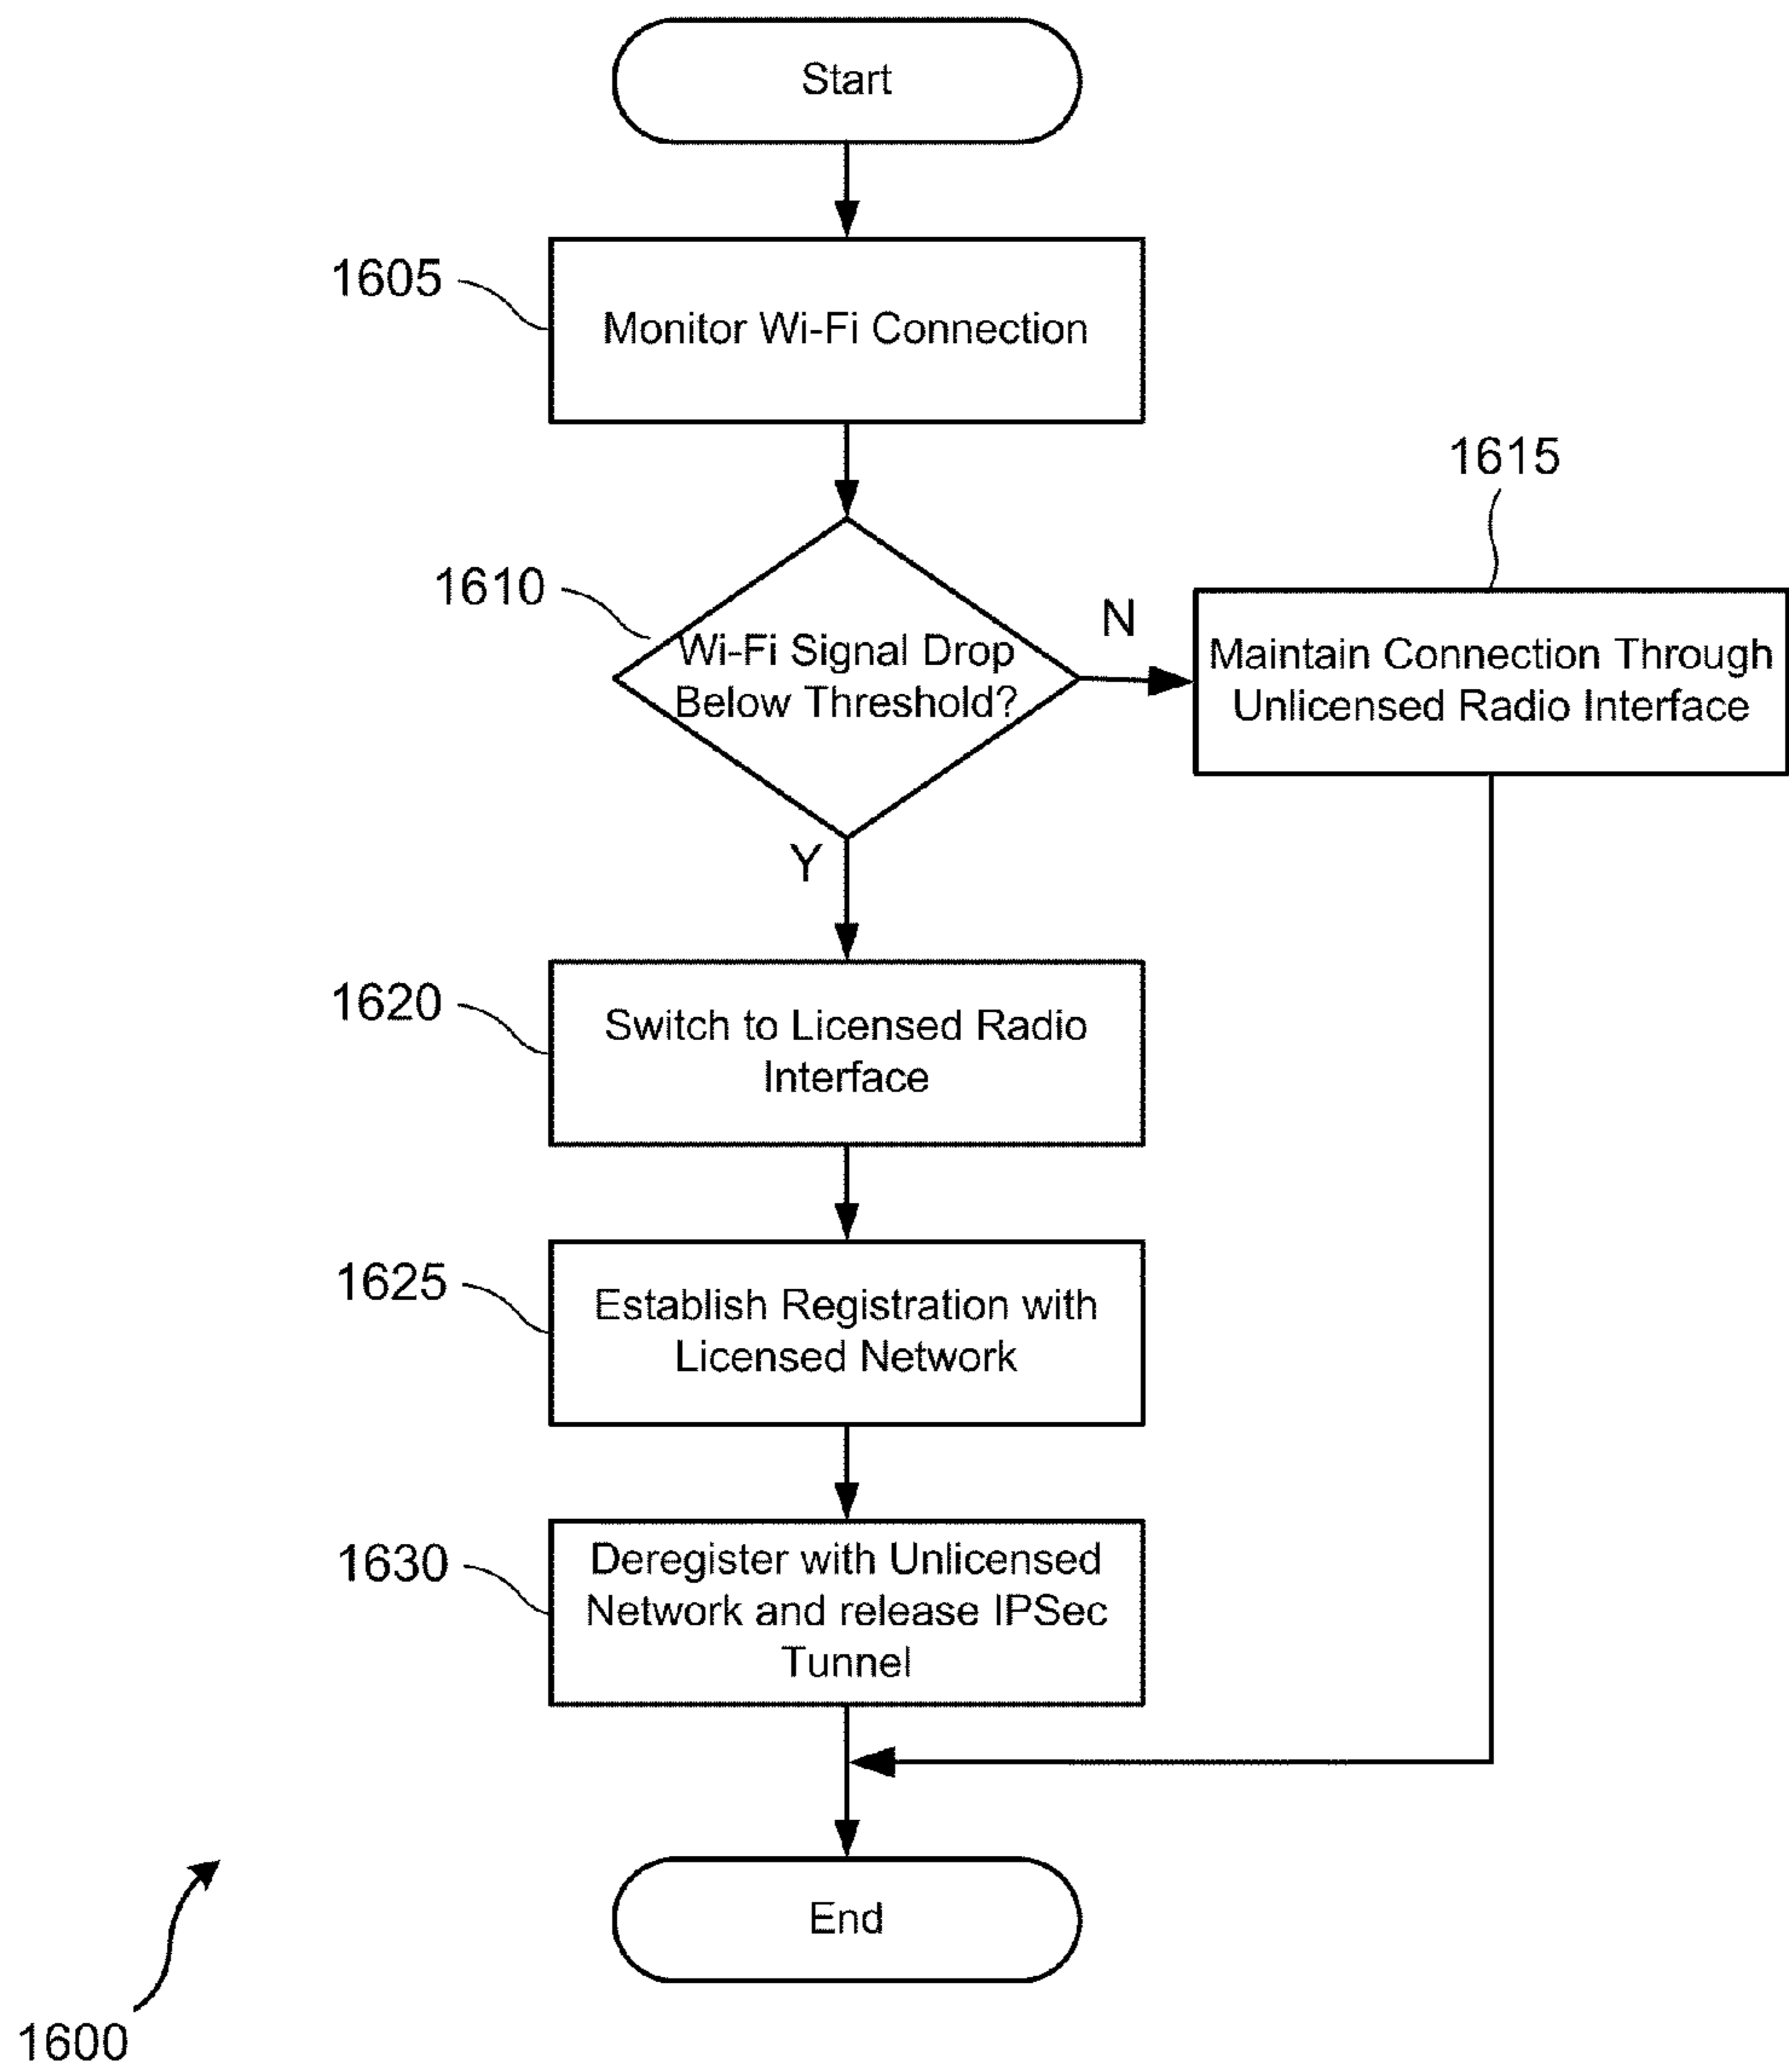 Start
1605
Monitor Wi-Fi Connection
1615
1610
Wi-Fi Signal Drop
Below Threshold?
N
Maintain Connection Through
Unlicensed Radio Interface
Y
1620
Switch to Licensed Radio
Interface
1625
Establish Registration with
Licensed Network
1630
Deregister with Unlicensed
Network and release IPSec
Tunnel
End
1600